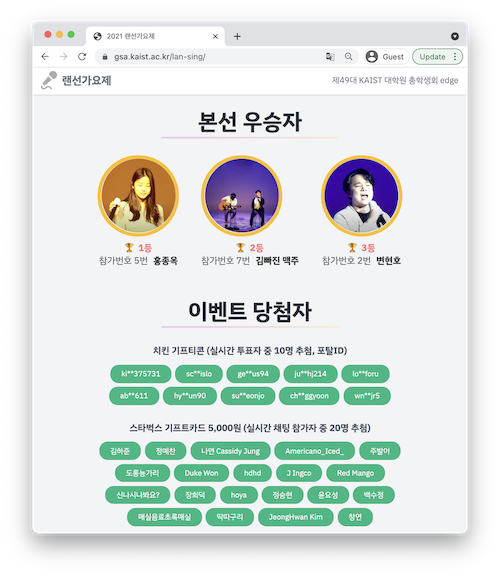 2021 랜선가요제
gsa.kaist.ac.kr/lan-sing/
Guest
Update
랜선가요제
제49대 KAIST 대학원 총학생회 edge
본선 우승자
1등 2등 3등
참가번호 5번 홍종욱 참가번호 7번 김빠진 맥주 참가번호 2번 변현호
이벤트 당첨자
치킨 기프티콘 (실시간 투표자 중 10명 추첨, 포탈ID)
ki**375731 sc**islo ge**us94 ju**hj214 lo**foru
ab**611 hy**un90 su**eonjo ch**ggyoon wn**jr5
스타벅스 기프트카드 5,000원 (실시간 채팅 참가자 중 20명 추첨)
김하준 정예찬 나연 Cassidy Jung Americano_Iced_ 주발이
도롱뇽가리 Duke Won hdhd J Ingco Red Mango
신나시나봐요? 장희덕 hoya 정승현 윤요성 백수정
매실음료초록매실 딱따구리 JeongHwan Kim 창연